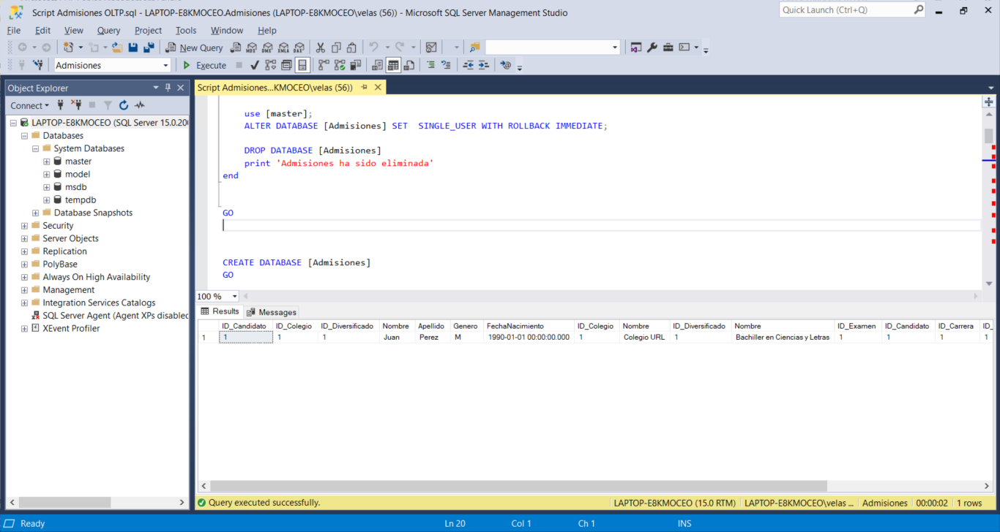 Script Admisiones OLTP.sql - LAPTOP-E8KMOCEO.Admisiones (LAPTOP-E8KMOCEO\velas (56)) - Microsoft SQL Server Management Studio
Quick Launch (Ctrl+Q)
File Edit View Query Project Tools Window Help
New Query MDX DMX XMLA DAX
Admisiones Execute
Object Explorer
Script Admisiones...KMOCEO\velas (56))
Connect
LAPTOP-E8KMOCEO (SQL Server 15.0.200
Databases
System Databases
master
model
msdb
tempdb
Database Snapshots
Security
Server Objects
Replication
PolyBase
Always On High Availability
Management
Integration Services Catalogs
SQL Server Agent (Agent XPs disabled
XEvent Profiler
use [master];
ALTER DATABASE [Admisiones] SET  SINGLE_USER WITH ROLLBACK IMMEDIATE;
DROP DATABASE [Admisiones]
print 'Admisiones ha sido eliminada'
end
GO
CREATE DATABASE [Admisiones]
GO
100 %
Results Messages
ID_Candidato ID_Colegio ID_Diversificado Nombre Apellido Genero FechaNacimiento ID_Colegio Nombre ID_Diversificado Nombre ID_Examen ID_Candidato ID_Carrera ID_
1 1 1 1 Juan Perez M 1990-01-01 00:00:00.000 1 Colegio URL 1 Bachiller en Ciencias y Letras 1 1 1 1
Query executed successfully. LAPTOP-E8KMOCEO (15.0 RTM) LAPTOP-E8KMOCEO\velas ... Admisiones 00:00:02 1 rows
Ready Ln 20 Col 1 Ch 1 INS